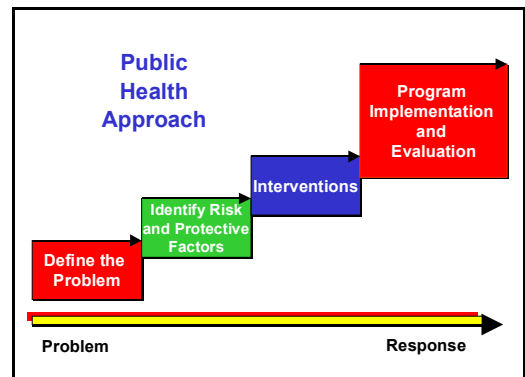 Public
Health
Approach
Program
Implementation
and
Evaluation
Interventions
Identify Risk
and Protective
Factors
Define the
Problem
Problem
Response